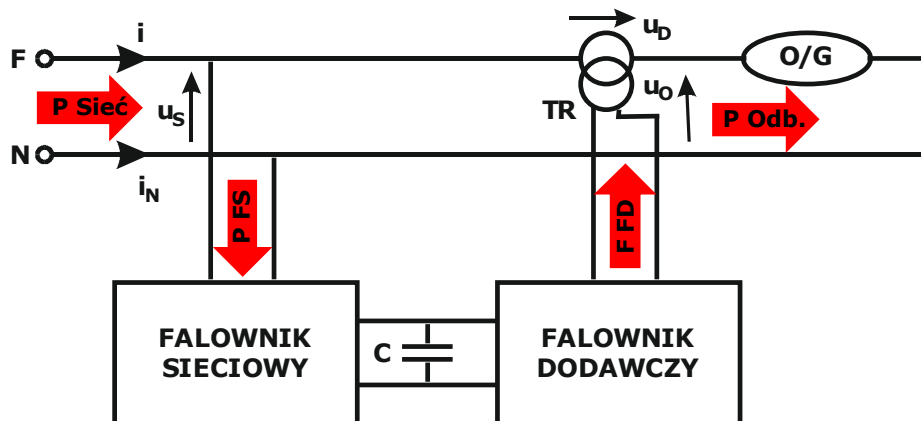 i
u_D
F
O/G
P Sieć
u_S
TR
u_O
P Odb.
N
i_N
P FS
F FD
FALOWNIK
SIECIOWY
C
FALOWNIK
DODAWCZY